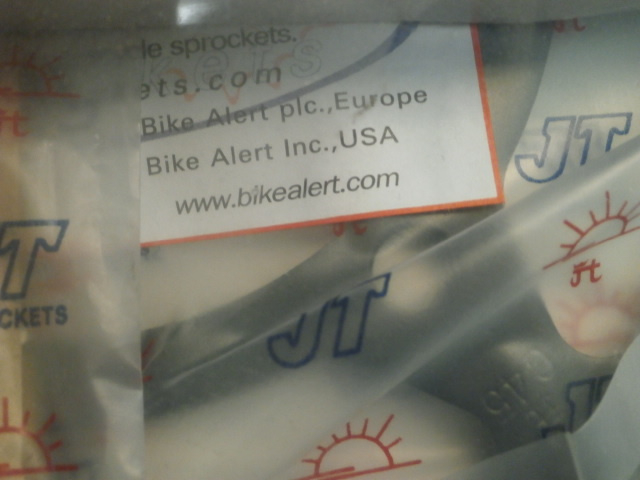 le sprockets.
ets.com
Bike Alert plc.,Europe
Bike Alert Inc.,USA
www.bikealert.com
JT
Jt
T
CKETS
JT